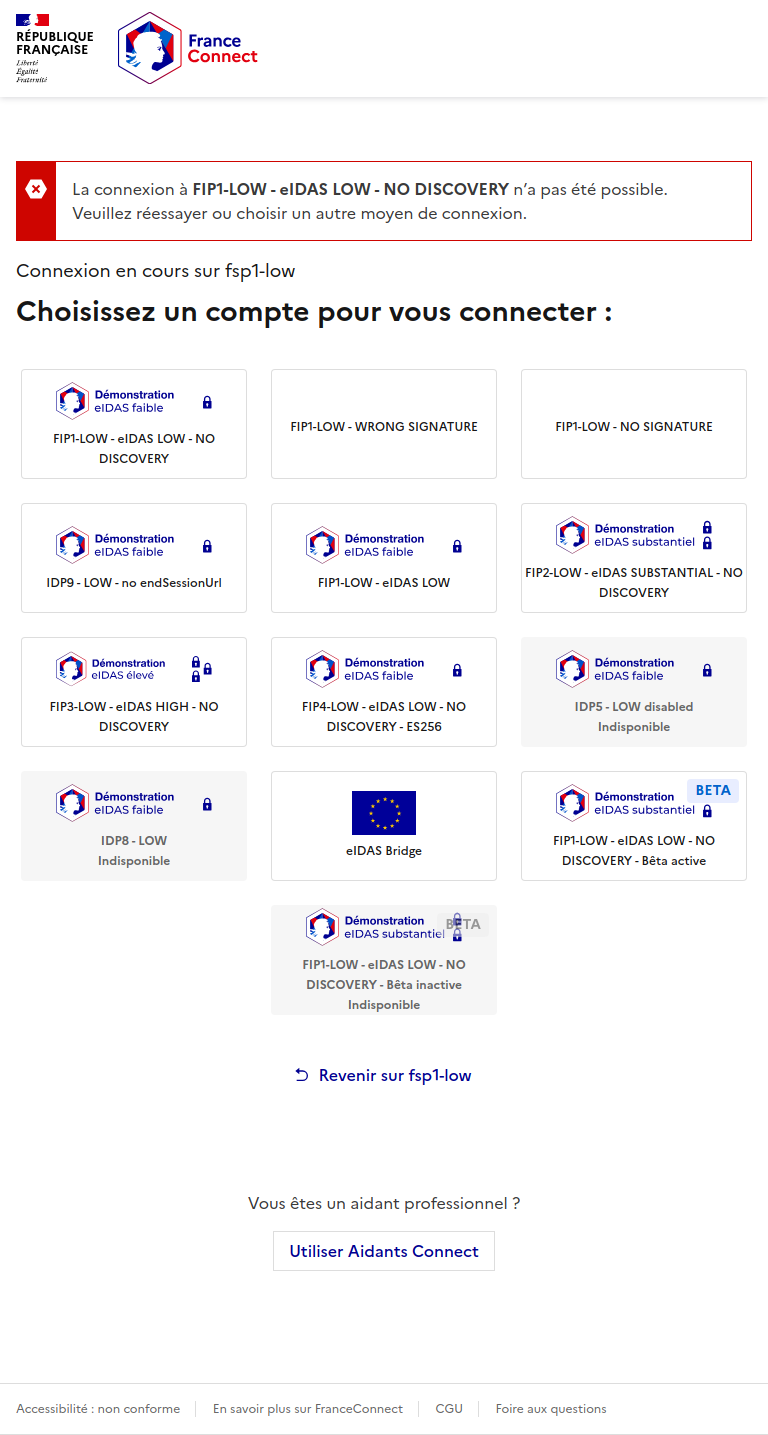 RÉPUBLIQUE
FRANÇAISE
Liberté
Égalité
Fraternité
France
Connect
La connexion à FIP1-LOW - eIDAS LOW - NO DISCOVERY n’a pas été possible.
Veuillez réessayer ou choisir un autre moyen de connexion.
Connexion en cours sur fsp1-low
Choisissez un compte pour vous connecter :
Démonstration
eIDAS faible
FIP1-LOW - eIDAS LOW - NO
DISCOVERY
FIP1-LOW - WRONG SIGNATURE
FIP1-LOW - NO SIGNATURE
Démonstration
eIDAS faible
IDP9 - LOW - no endSessionUrl
Démonstration
eIDAS faible
FIP1-LOW - eIDAS LOW
Démonstration
eIDAS substantiel
FIP2-LOW - eIDAS SUBSTANTIAL - NO
DISCOVERY
Démonstration
eIDAS élevé
FIP3-LOW - eIDAS HIGH - NO
DISCOVERY
Démonstration
eIDAS faible
FIP4-LOW - eIDAS LOW - NO
DISCOVERY - ES256
Démonstration
eIDAS faible
IDP5 - LOW disabled
Indisponible
Démonstration
eIDAS faible
IDP8 - LOW
Indisponible
eIDAS Bridge
BETA
Démonstration
eIDAS substantiel
FIP1-LOW - eIDAS LOW - NO
DISCOVERY - Bêta active
BETA
Démonstration
eIDAS substantiel
FIP1-LOW - eIDAS LOW - NO
DISCOVERY - Bêta inactive
Indisponible
Revenir sur fsp1-low
Vous êtes un aidant professionnel ?
Utiliser Aidants Connect
Accessibilité : non conforme
En savoir plus sur FranceConnect
CGU
Foire aux questions